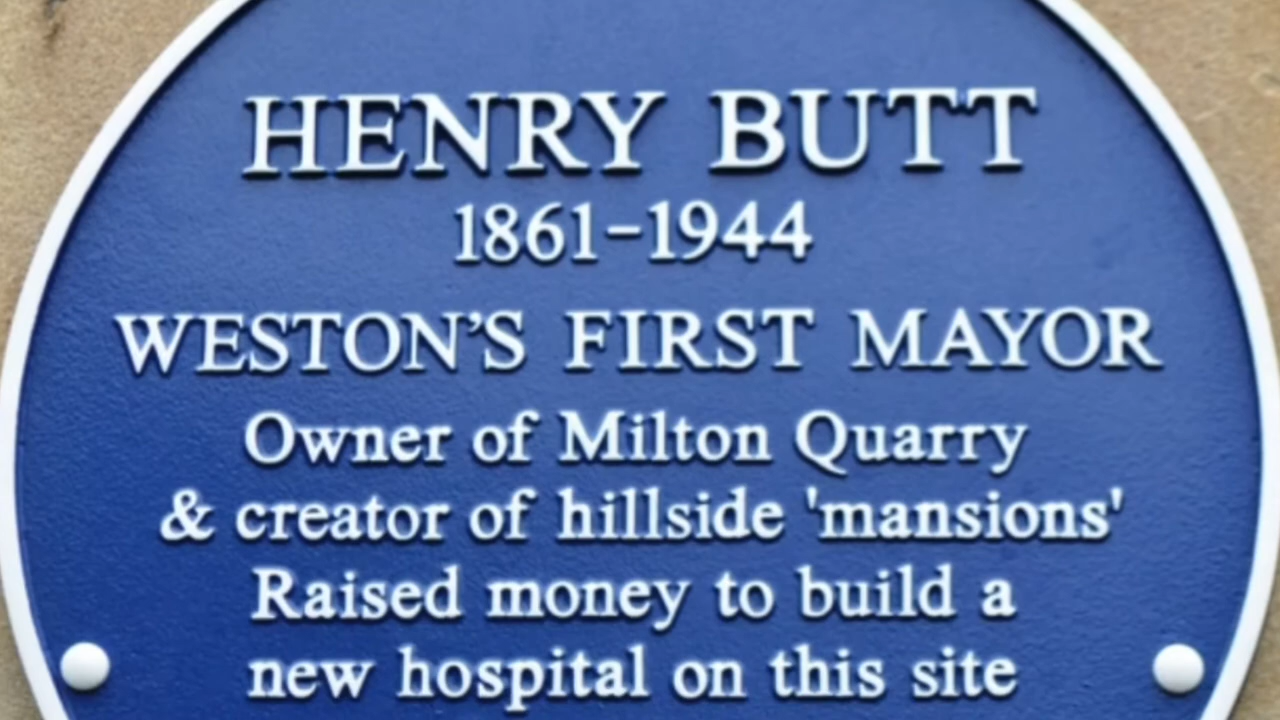 HENRY BUTT
1861-1944
WESTON'S FIRST MAYOR
Owner of Milton Quarry
& creator of hillside 'mansions'
Raised money to build a
new hospital on this site